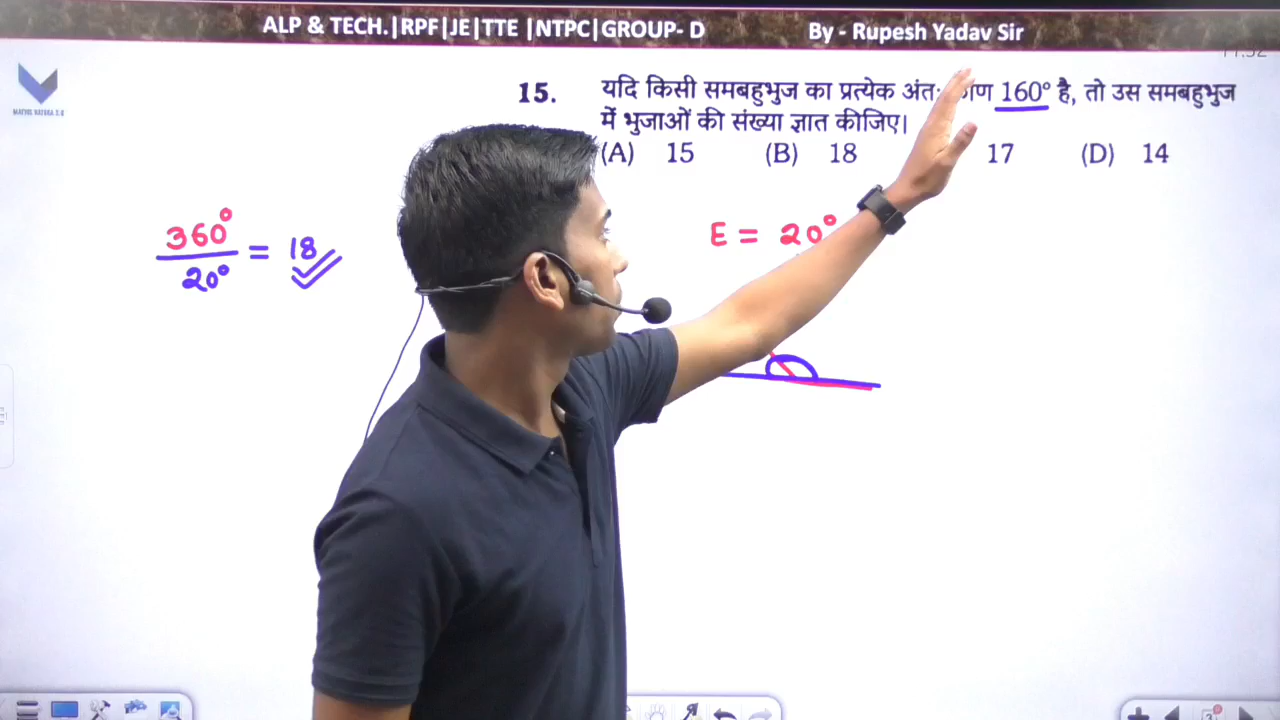 ALP & TECH.|RPF|JE|TTE |NTPC|GROUP- D By - Rupesh Yadav Sir
15. यदि किसी समबहुभुज का प्रत्येक अंतः 160° है, तो उस समबहुभुज
में भुजाओं की संख्या ज्ञात कीजिए।
(A) 15 (B) 18 17 (D) 14
360° / 20° = 18
E = 20°